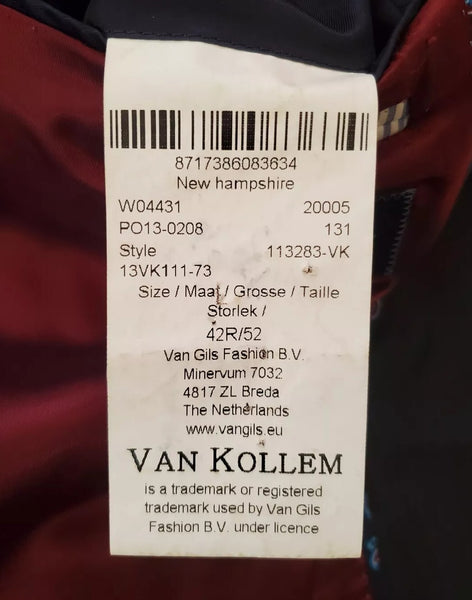 8717386083634
New hampshire
W04431 20005
PO13-0208 131
Style 113283-VK
13VK111-73
Size / Maat / Grosse / Taille
Storlek /
42R/52
Van Gils Fashion B.V.
Minervum 7032
4817 ZL Breda
The Netherlands
www.vangils.eu
VAN KOLLEM
is a trademark or registered
trademark used by Van Gils
Fashion B.V. under licence